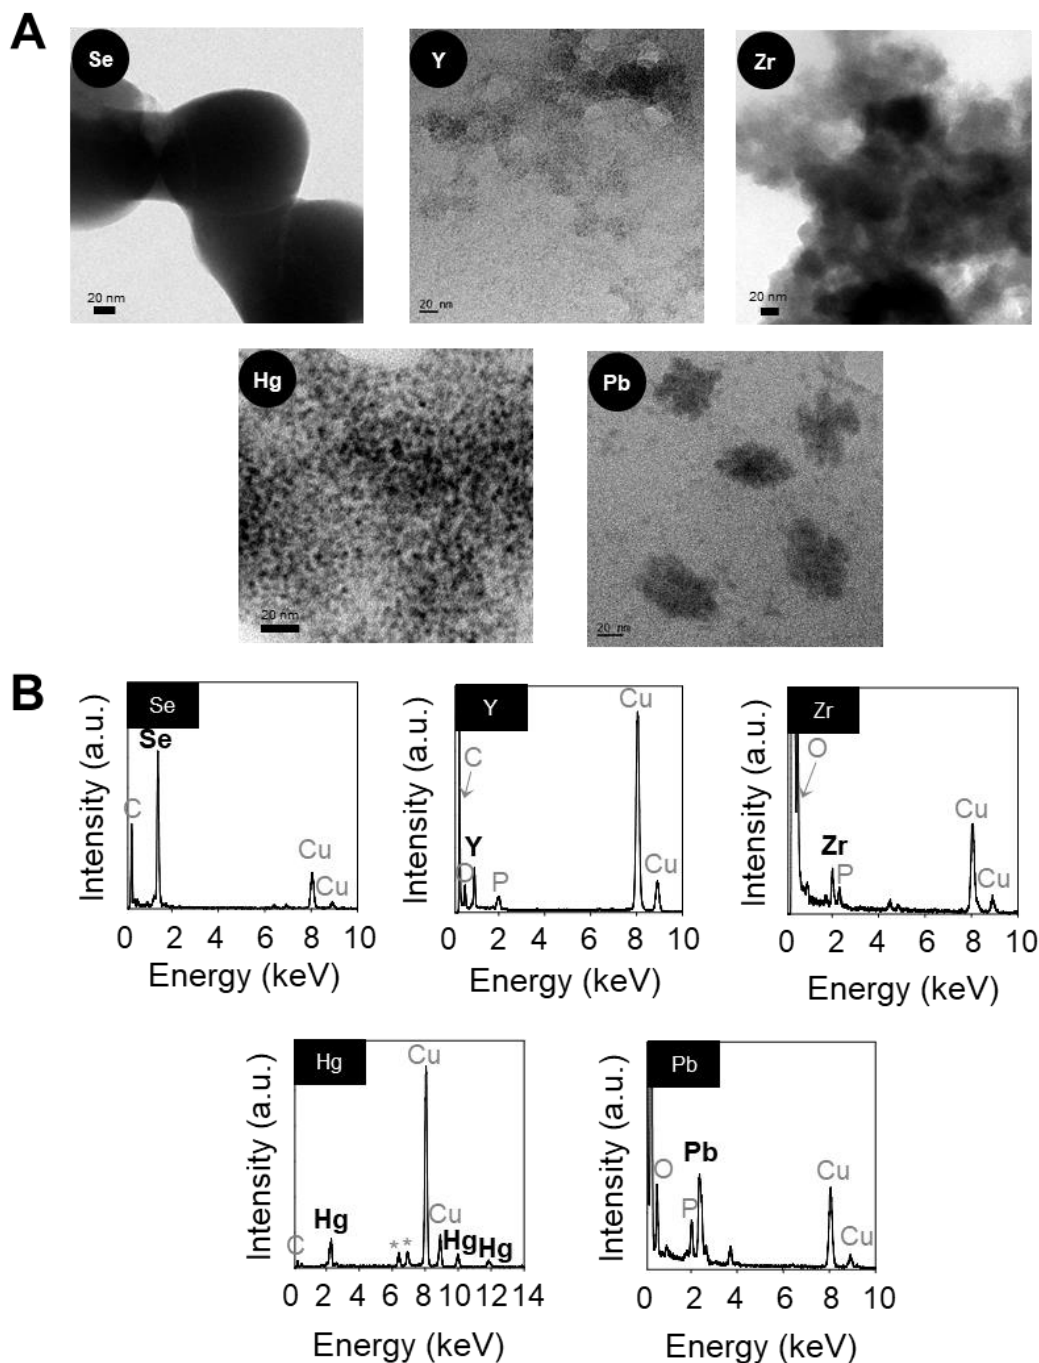 A
Se
Y
Zr
20 nm
20 nm
20 nm
Hg
Pb
20 nm
20 nm
B
Se
Intensity (a.u.)
Se
C
Cu
Cu
0 2 4 6 8 10
Energy (keV)
Y
Intensity (a.u.)
Cu
C
Y
O
P
Cu
0 2 4 6 8 10
Energy (keV)
Zr
Intensity (a.u.)
O
Cu
Zr
P
Cu
0 2 4 6 8 10
Energy (keV)
Hg
Intensity (a.u.)
Cu
Hg
Cu
C
* *
Hg
Hg
0 2 4 6 8 10 12 14
Energy (keV)
Pb
Intensity (a.u.)
Pb
O
P
Cu
Cu
0 2 4 6 8 10
Energy (keV)